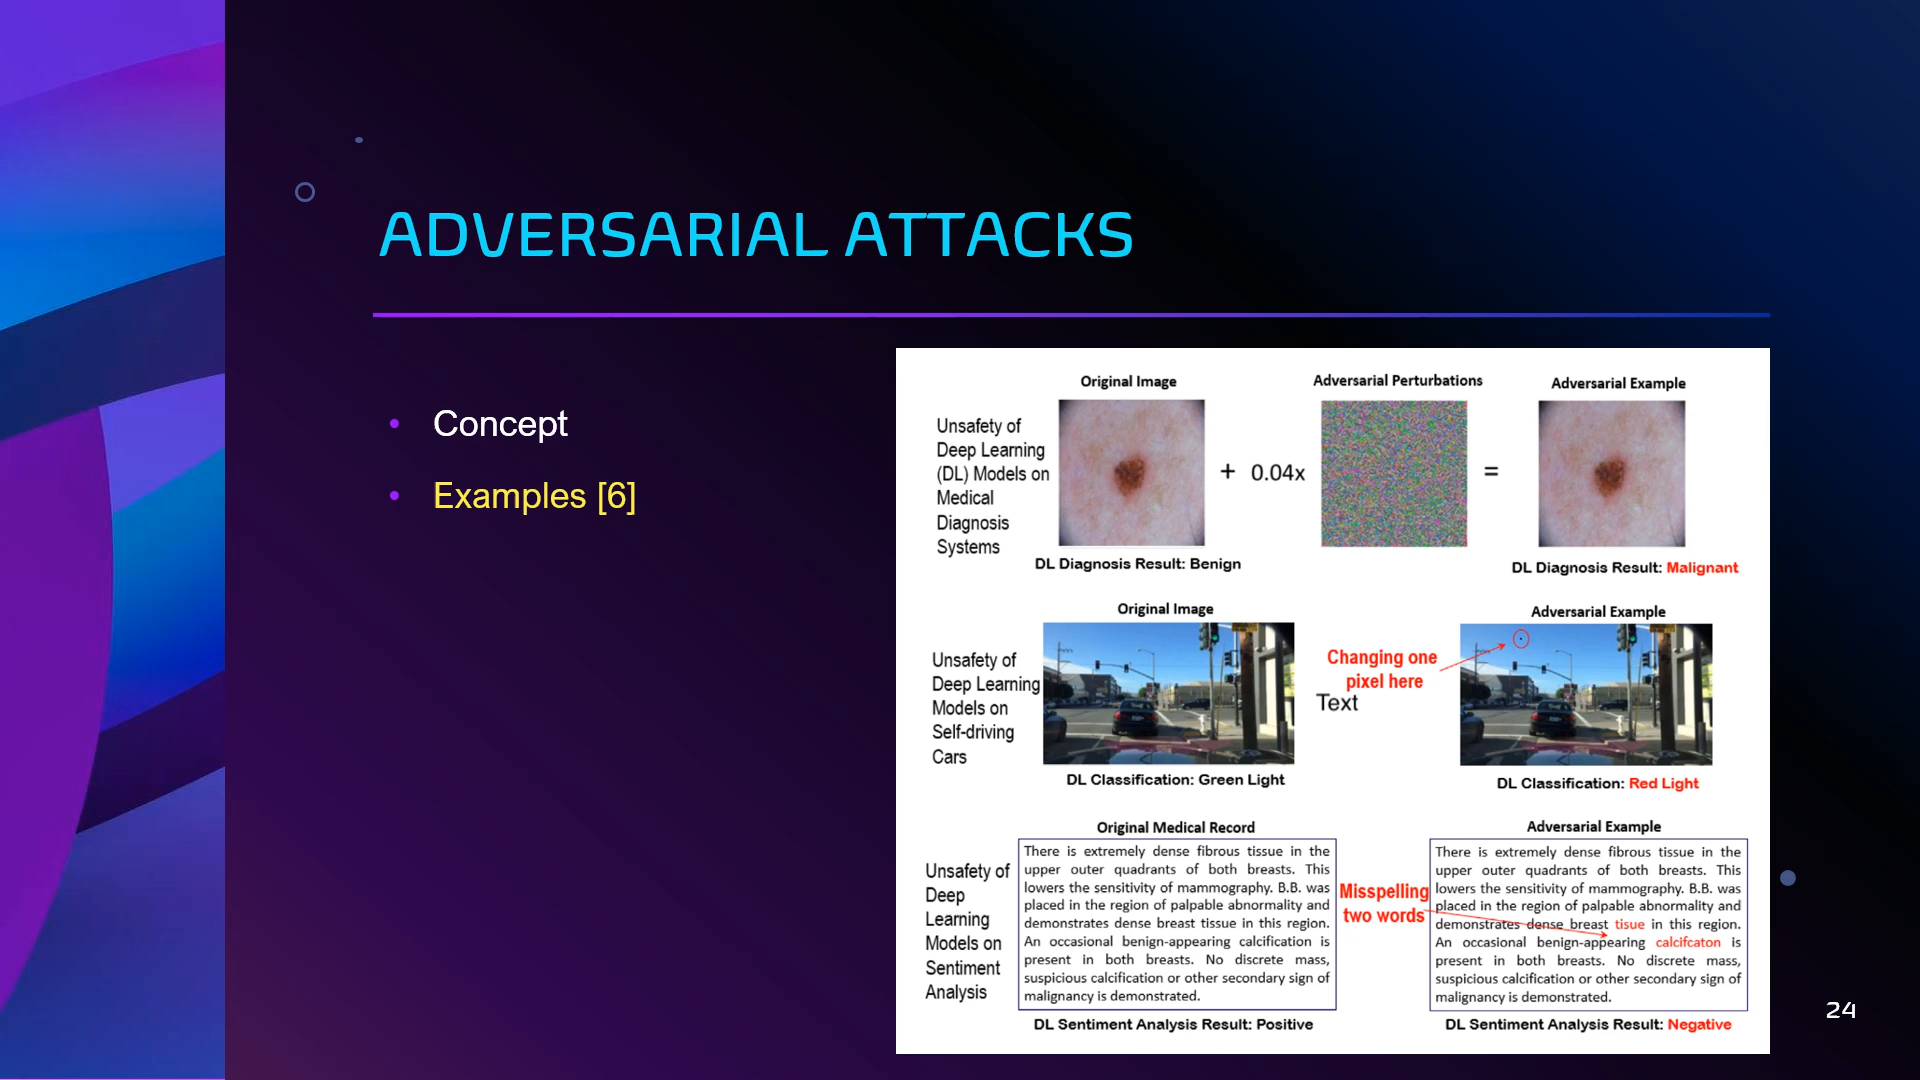 ADVERSARIAL ATTACKS
• Concept
• Examples [6]
Original Image
Adversarial Perturbations
Adversarial Example
Unsafety of
Deep Learning
(DL) Models on
Medical
Diagnosis
Systems
+ 0.04x
=
DL Diagnosis Result: Benign
DL Diagnosis Result: Malignant
Original Image
Adversarial Example
Unsafety of
Deep Learning
Models on
Self-driving
Cars
Changing one
pixel here
Text
DL Classification: Green Light
DL Classification: Red Light
Original Medical Record
Adversarial Example
Unsafety of
Deep
Learning
Models on
Sentiment
Analysis
There is extremely dense fibrous tissue in the
upper outer quadrants of both breasts. This
lowers the sensitivity of mammography. B.B. was
placed in the region of palpable abnormality and
demonstrates dense breast tissue in this region.
An occasional benign-appearing calcification is
present in both breasts. No discrete mass,
suspicious calcification or other secondary sign of
malignancy is demonstrated.
Misspelling
two words
There is extremely dense fibrous tissue in the
upper outer quadrants of both breasts. This
lowers the sensitivity of mammography. B.B. was
placed in the region of palpable abnormality and
demonstrates dense breast tisue in this region.
An occasional benign-appearing calcifcaton is
present in both breasts. No discrete mass,
suspicious calcification or other secondary sign of
malignancy is demonstrated.
DL Sentiment Analysis Result: Positive
DL Sentiment Analysis Result: Negative
24